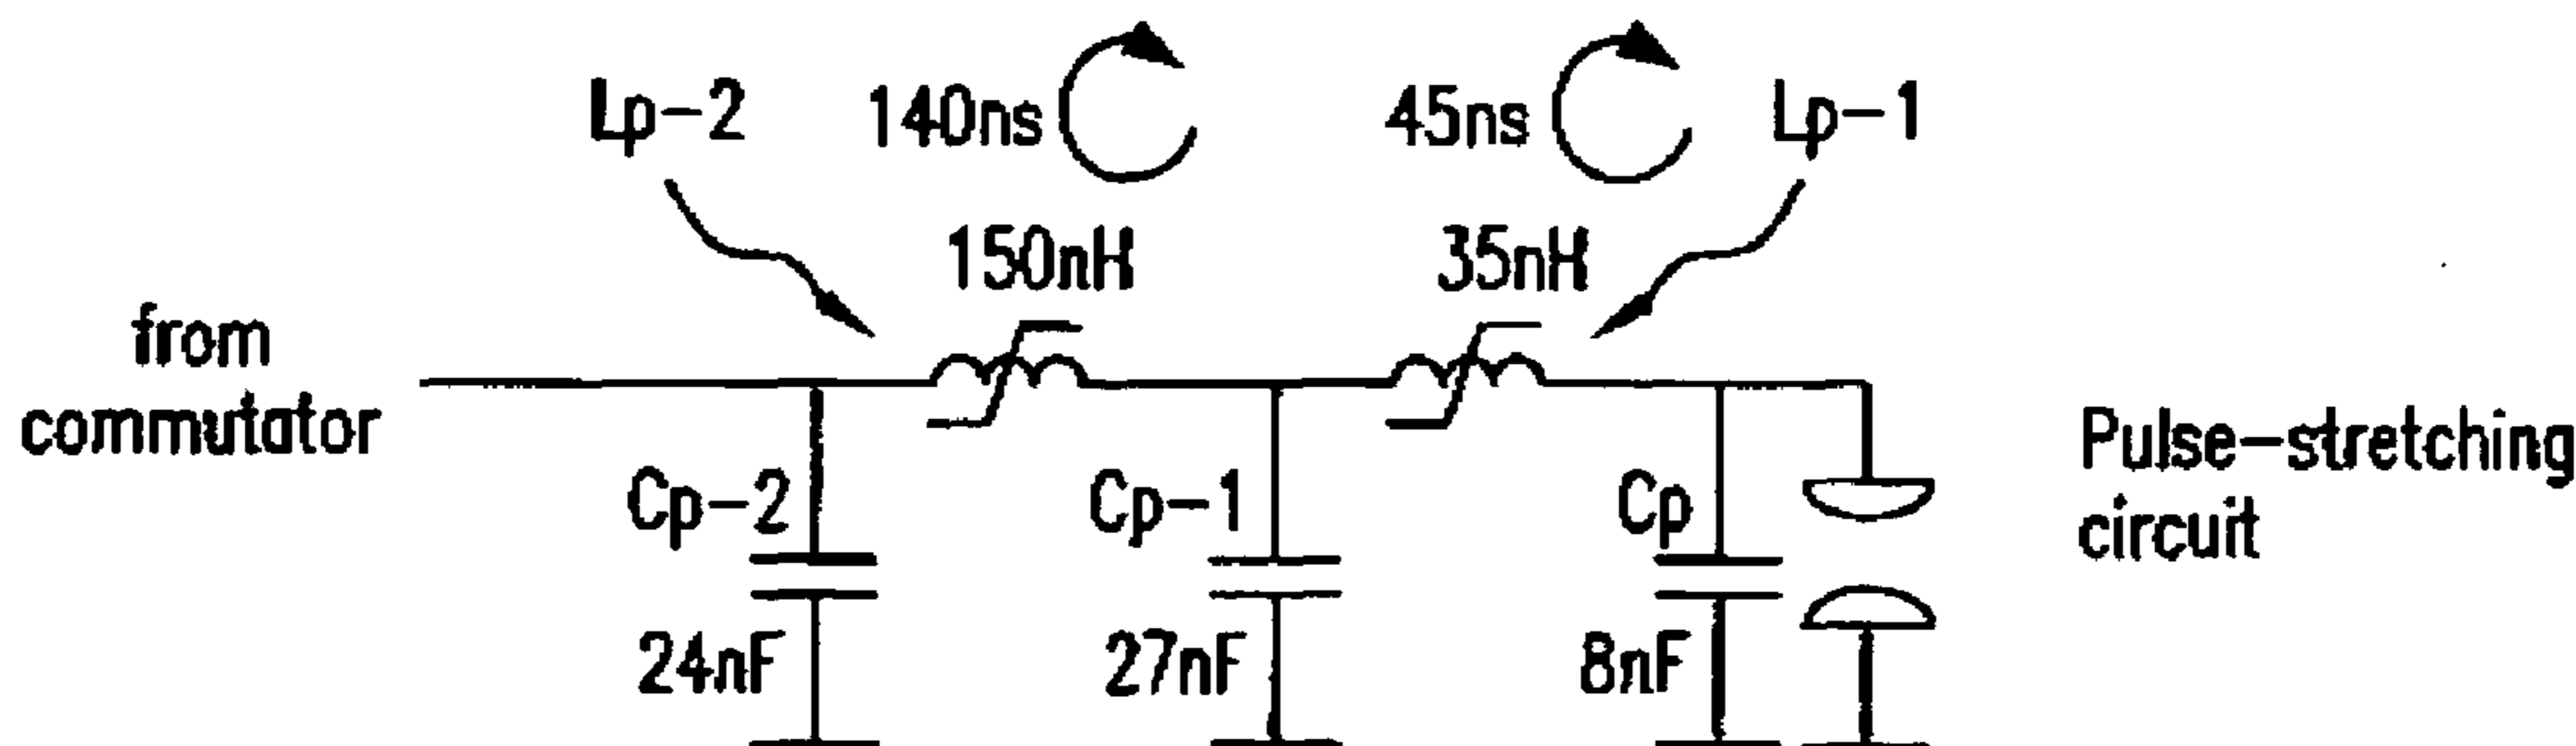 Lp-2
140ns
45ns
Lp-1
150nH
35nH
from
commutator
Cp-2
Cp-1
Cp
Pulse-stretching
circuit
24nF
27nF
8nF